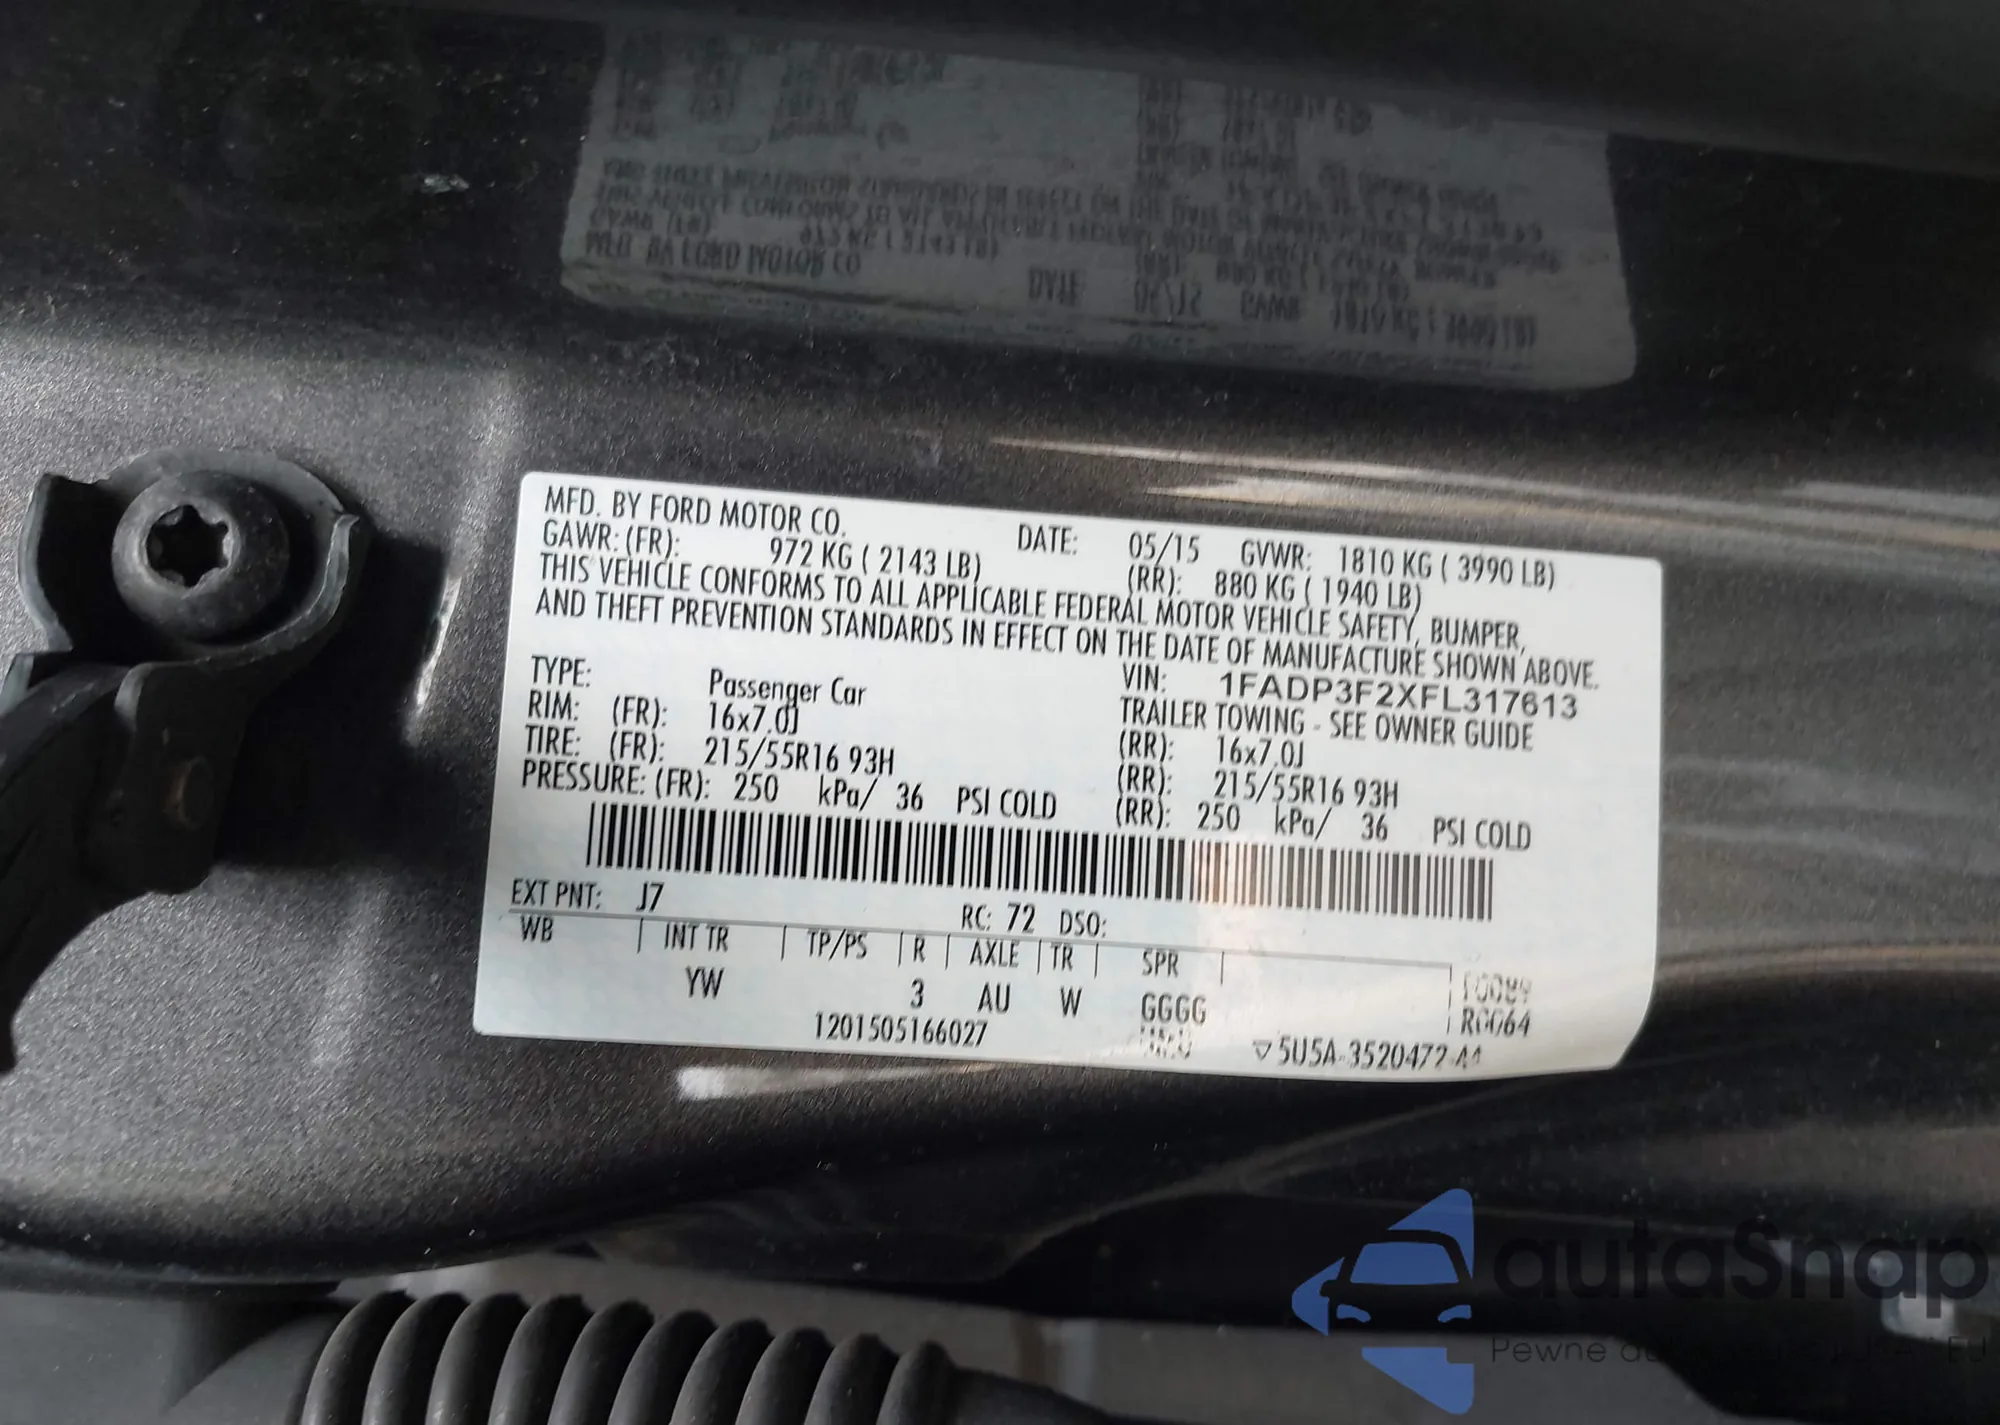 MFD. BY FORD MOTOR CO. DATE: 05/15 GVWR: 1810 KG ( 3990 LB)
GAWR: (FR): 972 KG ( 2143 LB) (RR): 880 KG ( 1940 LB)
THIS VEHICLE CONFORMS TO ALL APPLICABLE FEDERAL MOTOR VEHICLE SAFETY, BUMPER,
AND THEFT PREVENTION STANDARDS IN EFFECT ON THE DATE OF MANUFACTURE SHOWN ABOVE.
VIN: 1FADP3F2XFL317613
TYPE: Passenger Car TRAILER TOWING - SEE OWNER GUIDE
RIM: (FR): 16x7.0J (RR): 16x7.0J
TIRE: (FR): 215/55R16 93H (RR): 215/55R16 93H
PRESSURE: (FR): 250 kPa/ 36 PSI COLD (RR): 250 kPa/ 36 PSI COLD
EXT PNT: J7 RC: 72 DSO:
WB INT TR TP/PS R AXLE TR SPR
YW 3 AU W GGGG R0064
1201505166027 ▽5U5A-3520472-
autaSnap
Pewne